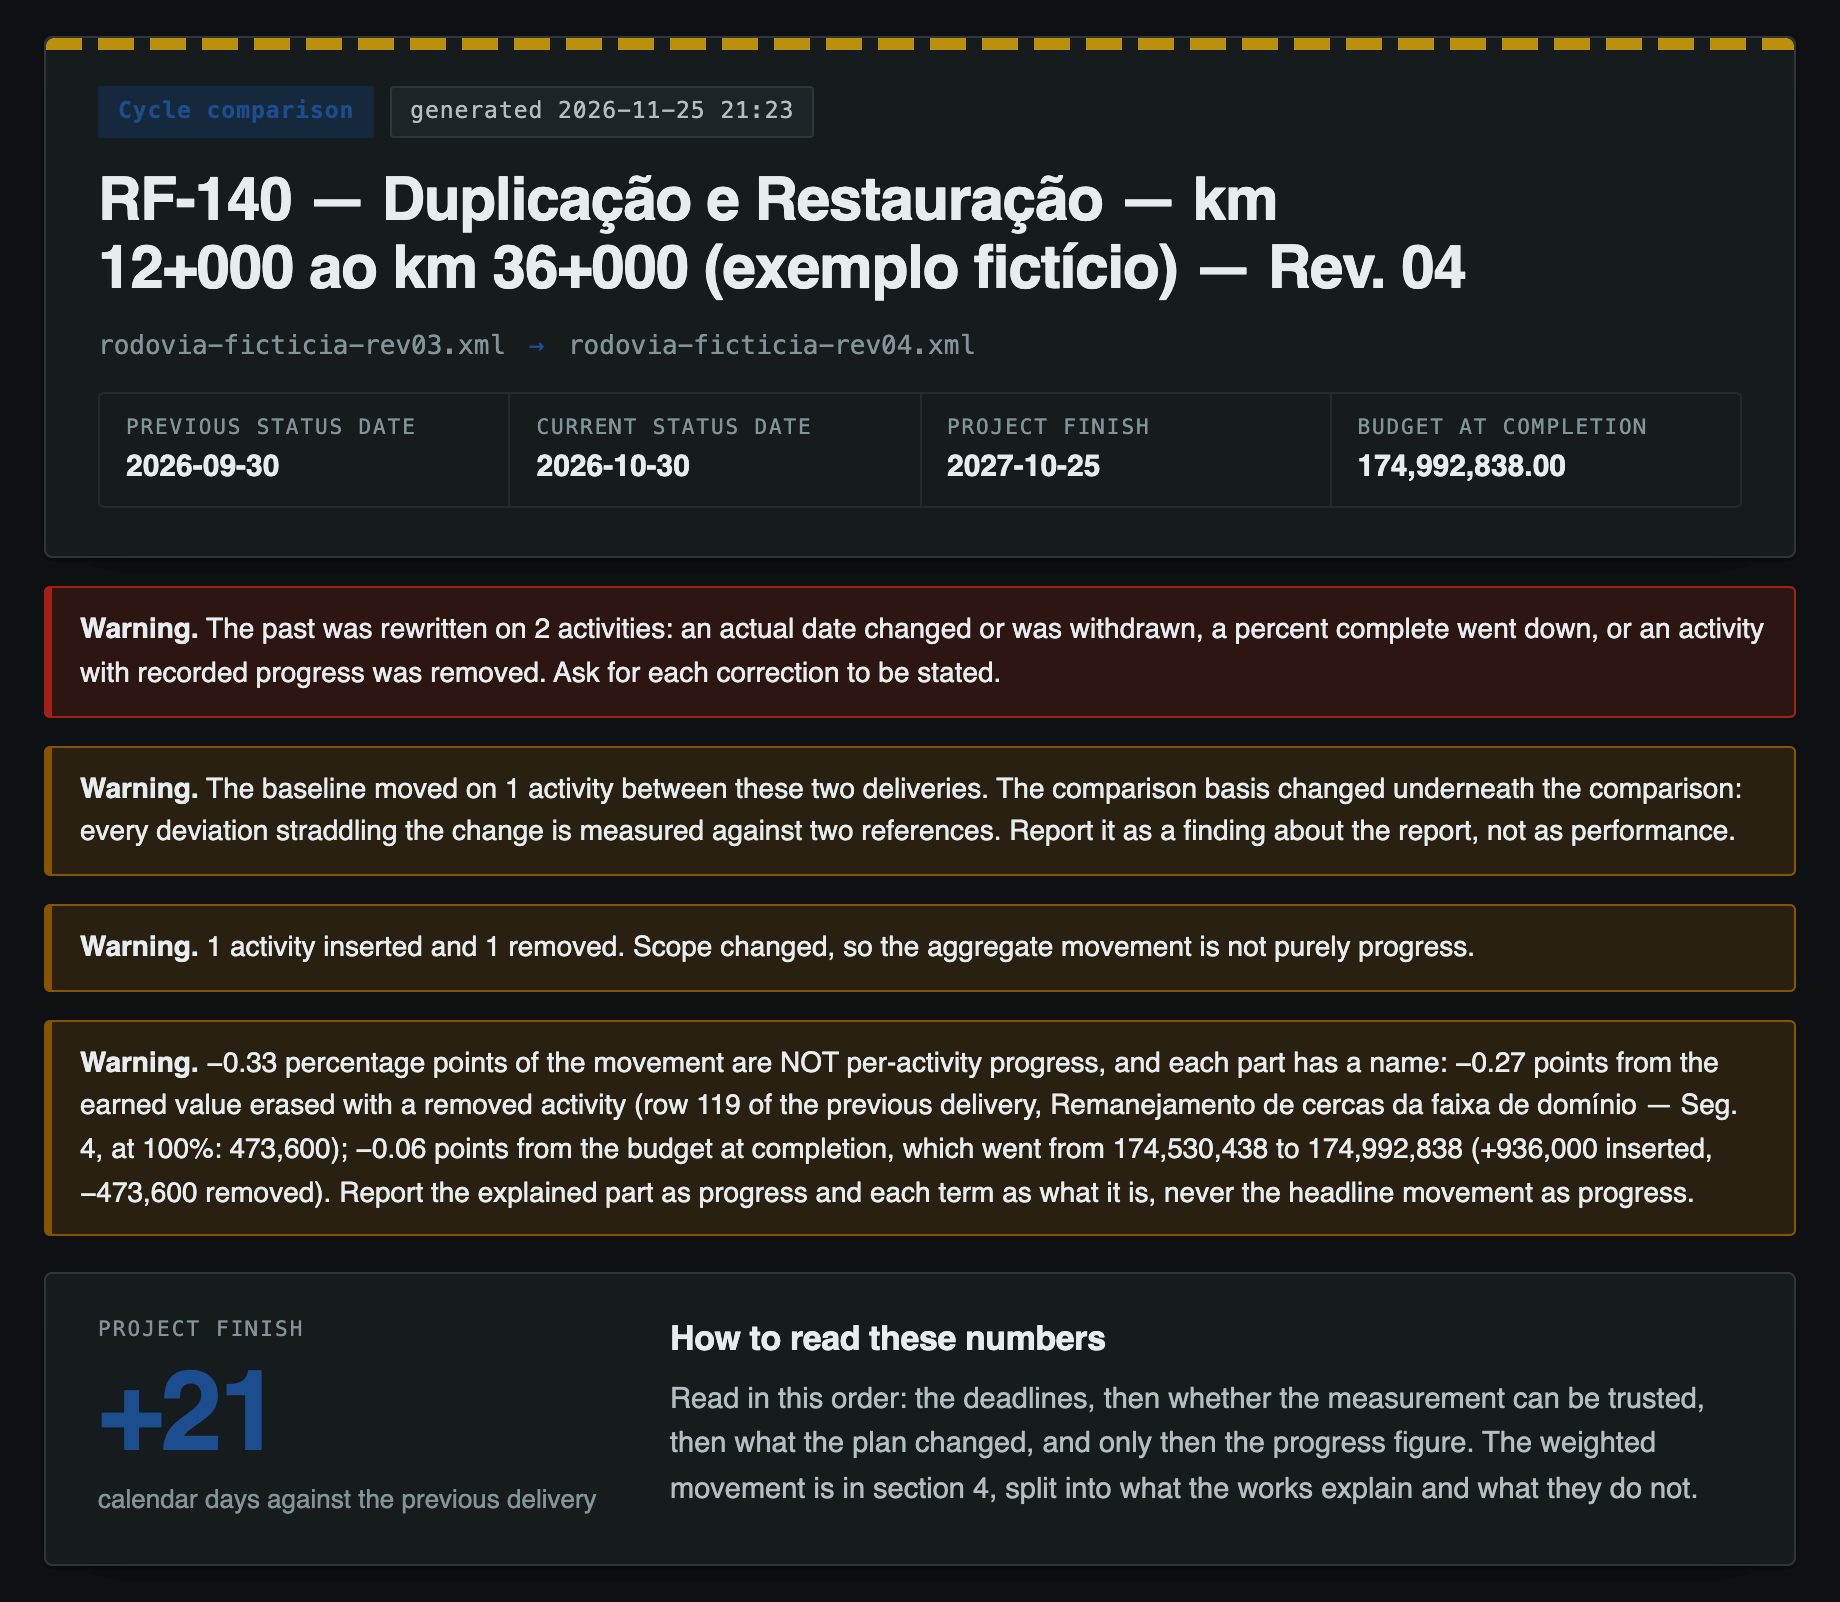 Cycle comparison
generated 2026-11-25 21:23
RF-140 — Duplicação e Restauração — km
12+000 ao km 36+000 (exemplo fictício) — Rev. 04
rodovia-ficticia-rev03.xml → rodovia-ficticia-rev04.xml
PREVIOUS STATUS DATE
2026-09-30
CURRENT STATUS DATE
2026-10-30
PROJECT FINISH
2027-10-25
BUDGET AT COMPLETION
174,992,838.00
Warning. The past was rewritten on 2 activities: an actual date changed or was withdrawn, a percent complete went down, or an activity
with recorded progress was removed. Ask for each correction to be stated.
Warning. The baseline moved on 1 activity between these two deliveries. The comparison basis changed underneath the comparison:
every deviation straddling the change is measured against two references. Report it as a finding about the report, not as performance.
Warning. 1 activity inserted and 1 removed. Scope changed, so the aggregate movement is not purely progress.
Warning. −0.33 percentage points of the movement are NOT per-activity progress, and each part has a name: −0.27 points from the
earned value erased with a removed activity (row 119 of the previous delivery, Remanejamento de cercas da faixa de domínio — Seg.
4, at 100%: 473,600); −0.06 points from the budget at completion, which went from 174,530,438 to 174,992,838 (+936,000 inserted,
−473,600 removed). Report the explained part as progress and each term as what it is, never the headline movement as progress.
PROJECT FINISH
+21
calendar days against the previous delivery
How to read these numbers
Read in this order: the deadlines, then whether the measurement can be trusted,
then what the plan changed, and only then the progress figure. The weighted
movement is in section 4, split into what the works explain and what they do not.